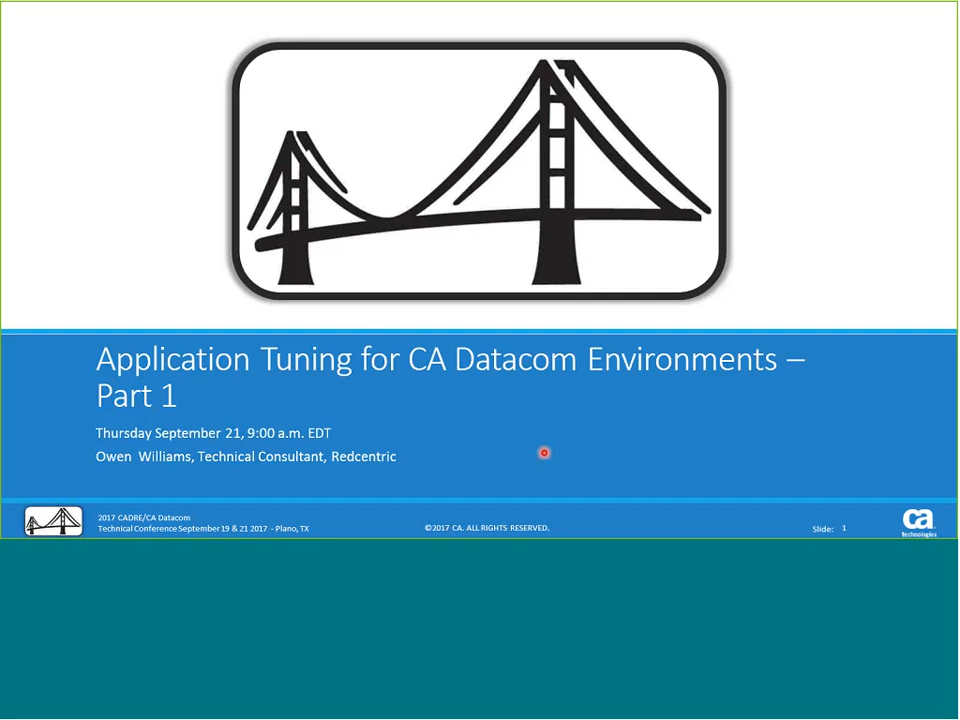 Application Tuning for CA Datacom Environments –
Part 1
Thursday September 21, 9:00 a.m. EDT
Owen Williams, Technical Consultant, Redcentric
2017 CADRE/CA Datacom
Technical Conference September 19 & 21 2017 - Plano, TX
©2017 CA. ALL RIGHTS RESERVED.
Slide: 1
ca
technologies